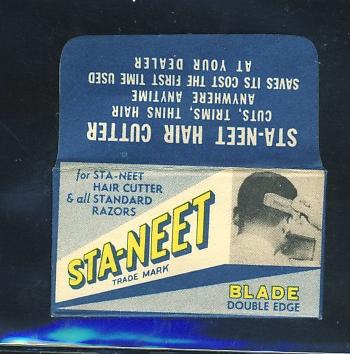 STA-NEET HAIR CUTTER
CUTS, TRIMS, THINS HAIR
ANYWHERE ANYTIME
SAVES ITS COST THE FIRST TIME USED
AT YOUR DEALER
for STA-NEET
HAIR CUTTER
& all STANDARD
RAZORS
STA-NEET
TRADE MARK
BLADE
DOUBLE EDGE